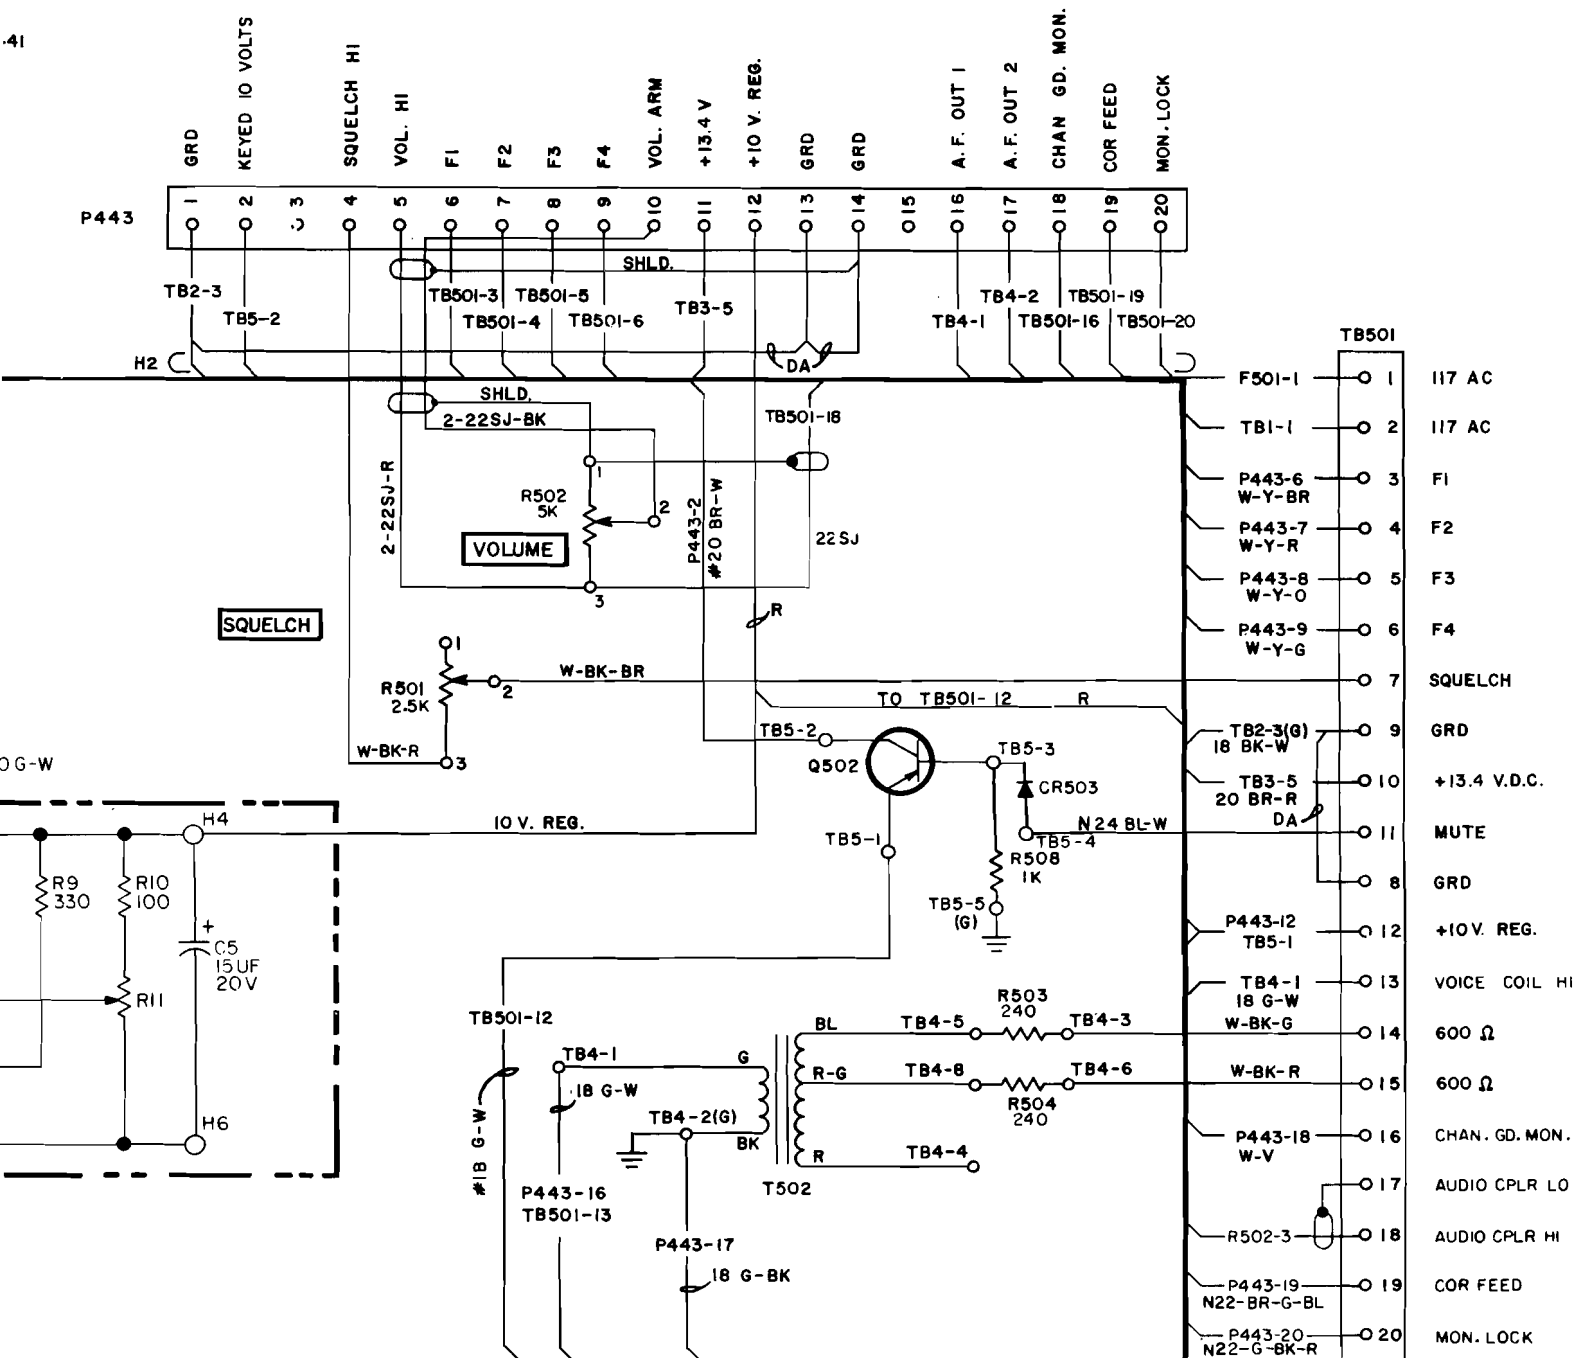 .41
GRD
KEYED 10 VOLTS
SQUELCH HI
VOL. HI
F1
F2
F3
F4
VOL. ARM
+13.4 V
+10 V. REG.
GRD
GRD
A.F. OUT 1
A.F. OUT 2
CHAN GD. MON.
COR FEED
MON. LOCK
P443
1 2 3 4 5 6 7 8 9 10 11 12 13 14 15 16 17 18 19 20
SHLD.
TB2-3
TB5-2
TB501-3
TB501-5
TB501-4
TB501-6
TB3-5
TB4-1
TB4-2
TB501-16
TB501-19
TB501-20
H2
DA
SHLD.
2-22SJ-BK
TB501-18
2-22SJ-R
1
R502
5K
2
VOLUME
3
P443-2
#20 BR-W
22SJ
R
SQUELCH
1
R501
2.5K
2
W-BK-BR
W-BK-R
3
TO TB501-12 R
TB5-2
Q502
TB5-3
CR503
N24 BL-W
TB5-4
TB5-1
R508
1K
TB5-5
(G)
0 G-W
H4
10 V. REG.
R9
330
R10
100
+
C5
15UF
20V
R11
H6
TB501-12
#18 G-W
TB4-1
18 G-W
TB4-2(G)
G
BK
P443-16
TB501-13
P443-17
18 G-BK
T502
BL
R-G
R
TB4-5
R503
240
TB4-3
TB4-8
R504
240
TB4-6
TB4-4
TB501
F501-1 1 117 AC
TB1-1 2 117 AC
P443-6 3 F1
W-Y-BR
P443-7 4 F2
W-Y-R
P443-8 5 F3
W-Y-O
P443-9 6 F4
W-Y-G
7 SQUELCH
TB2-3(G) 9 GRD
18 BK-W
TB3-5 10 +13.4 V.D.C.
20 BR-R
DA
11 MUTE
8 GRD
P443-12 12 +10V. REG.
TB5-1
TB4-1 13 VOICE COIL HI
18 G-W
W-BK-G 14 600 Ω
W-BK-R 15 600 Ω
P443-18 16 CHAN. GD. MON.
W-V
17 AUDIO CPLR LO
R502-3 18 AUDIO CPLR HI
P443-19 19 COR FEED
N22-BR-G-BL
P443-20 20 MON. LOCK
N22-G-BK-R